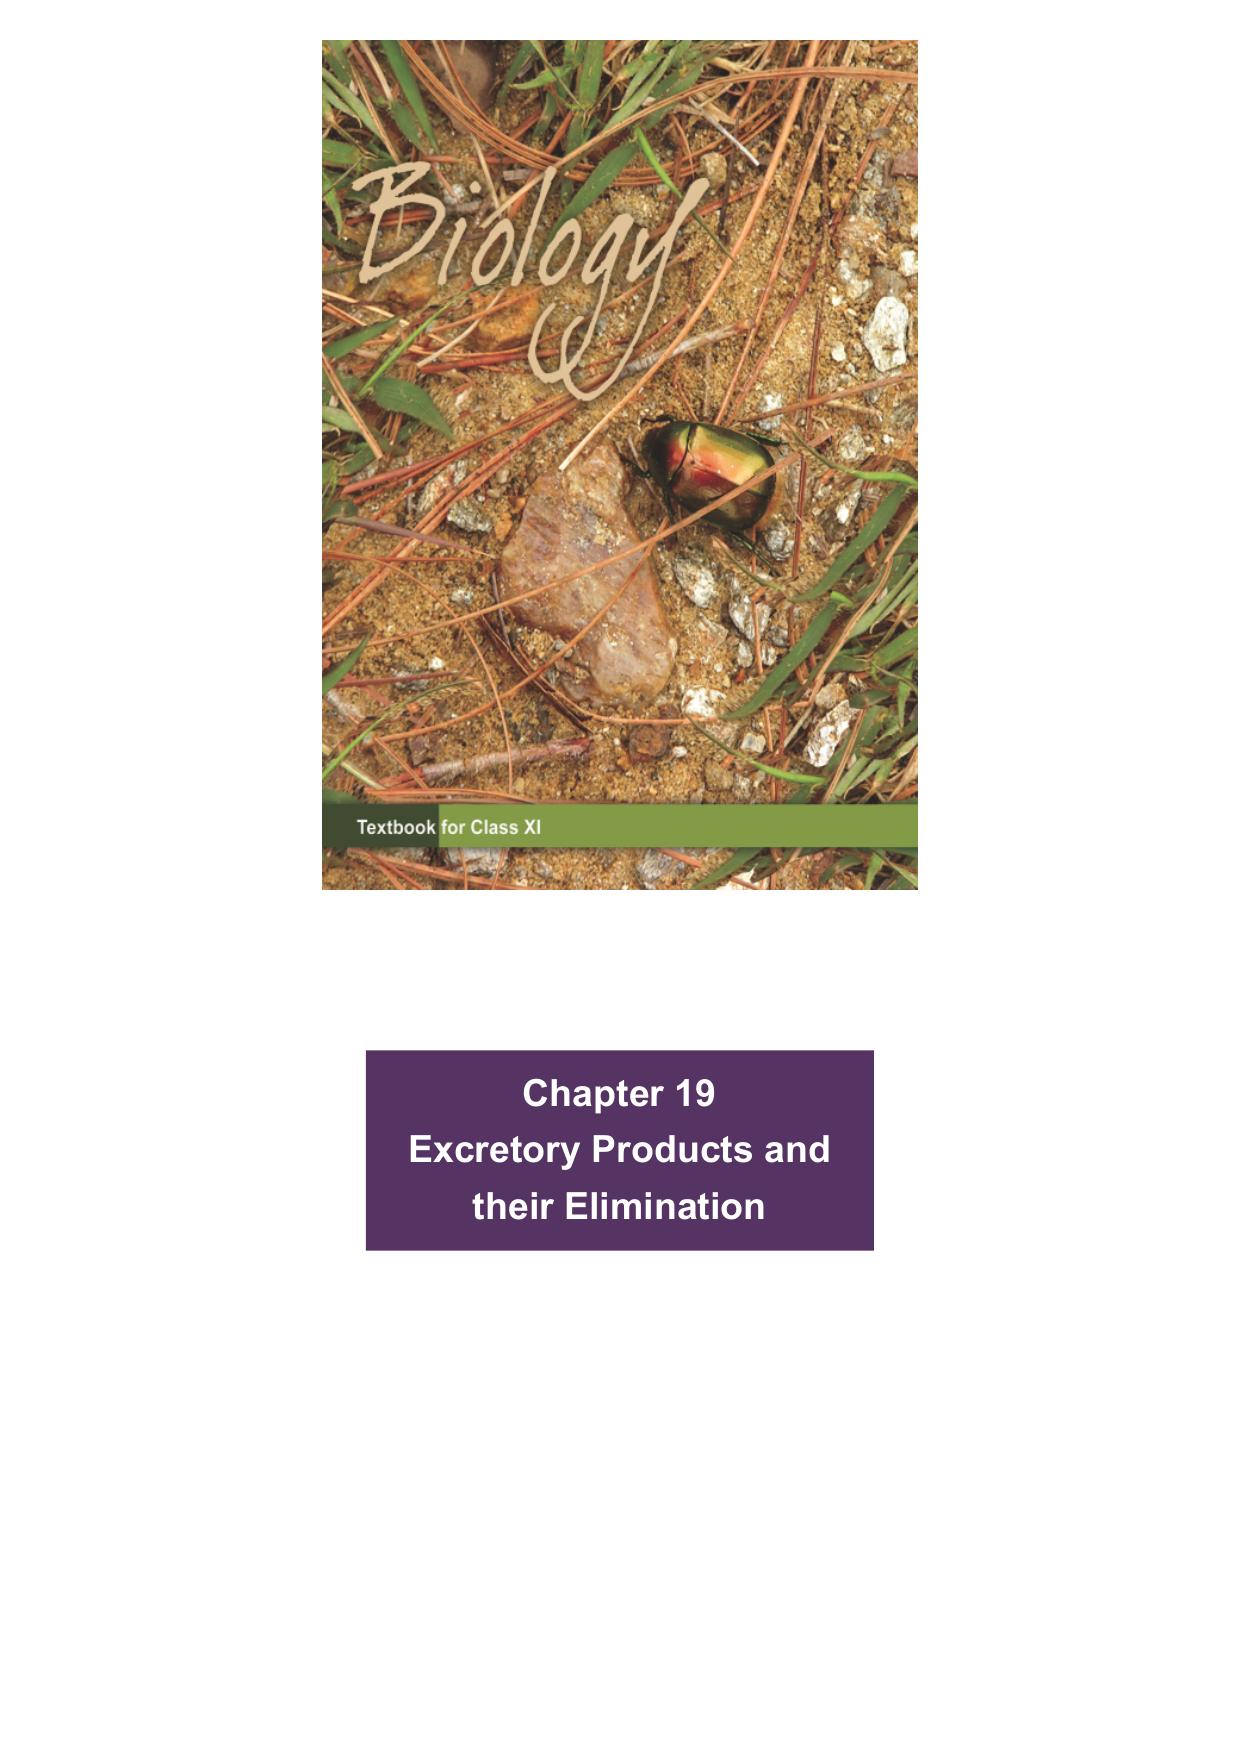 Biology
Textbook for Class XI
Chapter 19
Excretory Products and
their Elimination